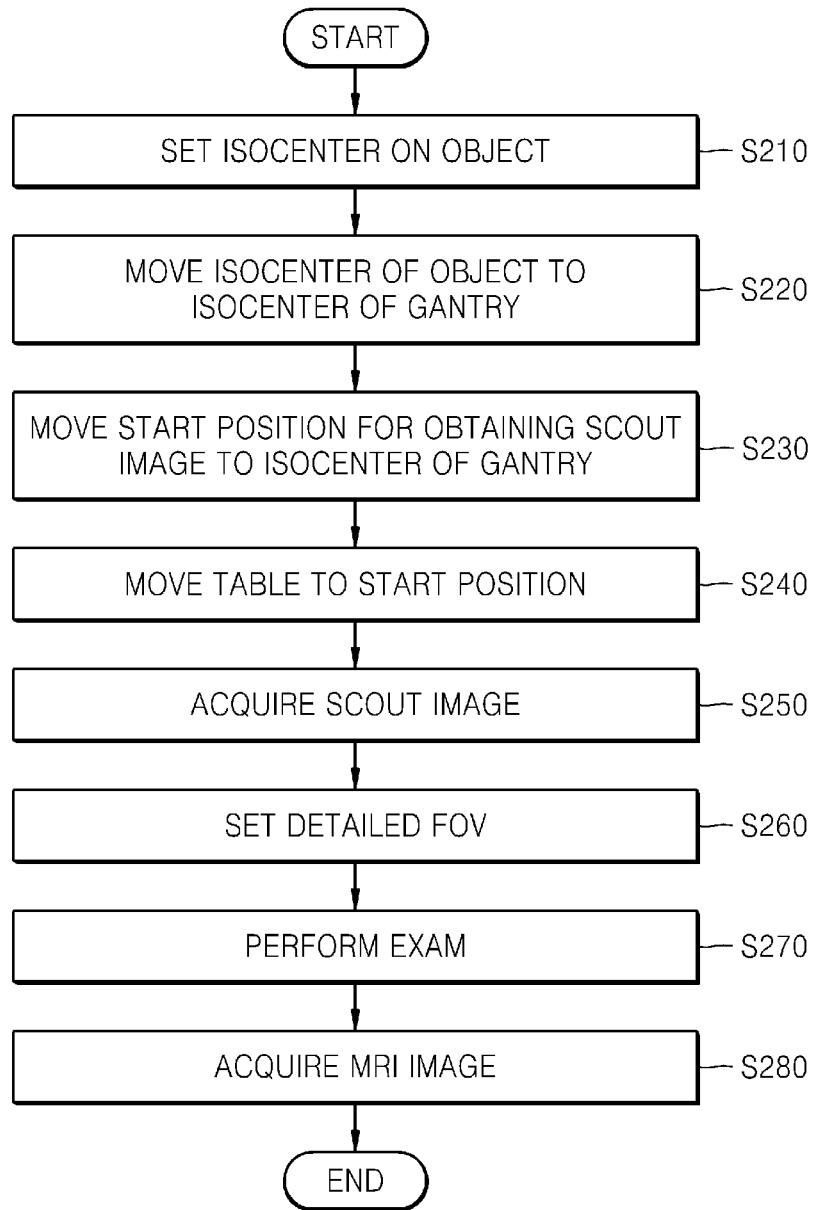 START
SET ISOCENTER ON OBJECT
S210
MOVE ISOCENTER OF OBJECT TO
ISOCENTER OF GANTRY
S220
MOVE START POSITION FOR OBTAINING SCOUT
IMAGE TO ISOCENTER OF GANTRY
S230
MOVE TABLE TO START POSITION
S240
ACQUIRE SCOUT IMAGE
S250
SET DETAILED FOV
S260
PERFORM EXAM
S270
ACQUIRE MRI IMAGE
S280
END